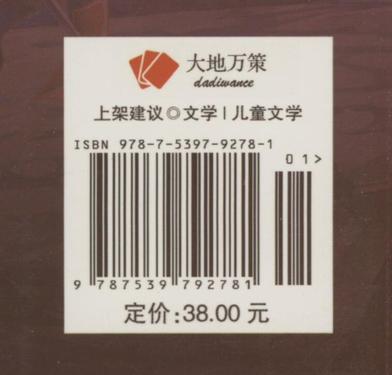 大地万策
dadiwance
上架建议◎文学 | 儿童文学
ISBN 978-7-5397-9278-1
01>
9 787539 792781
定价:38.00 元